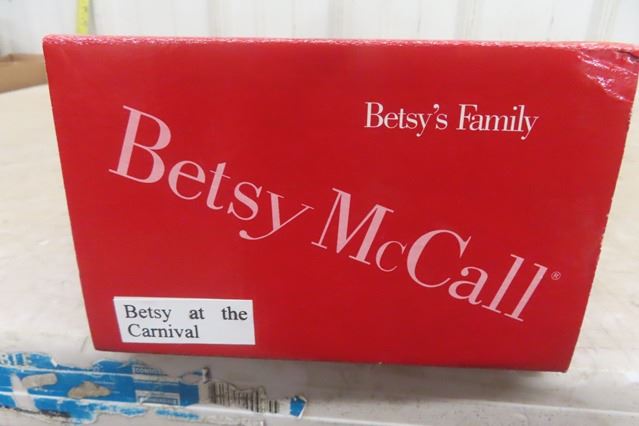 Betsy's Family
Betsy McCall®
Betsy at the
Carnival